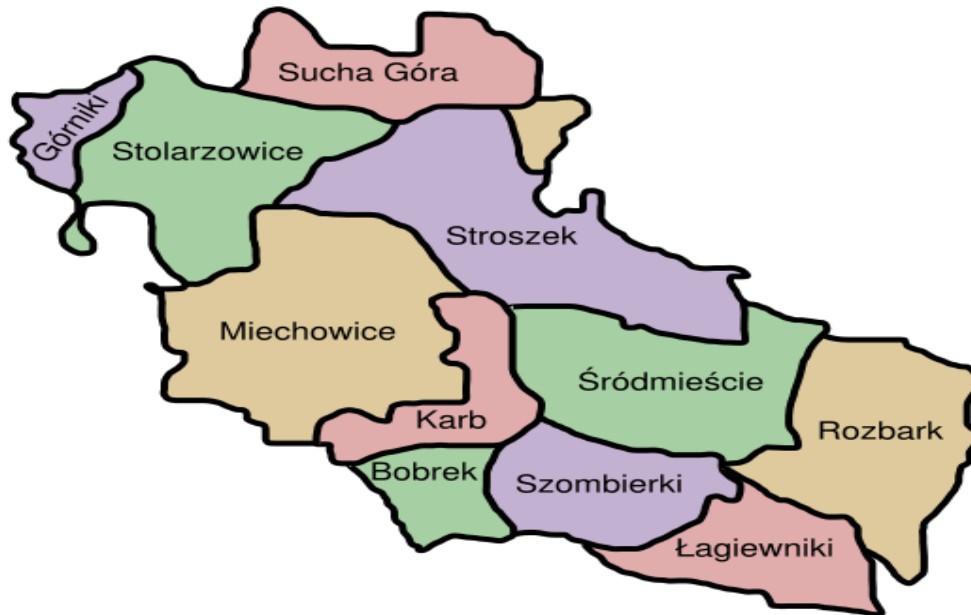 Sucha Góra
Górniki
Stolarzowice
Stroszek
Miechowice
Śródmieście
Karb
Rozbark
Bobrek
Szombierki
Łagiewniki